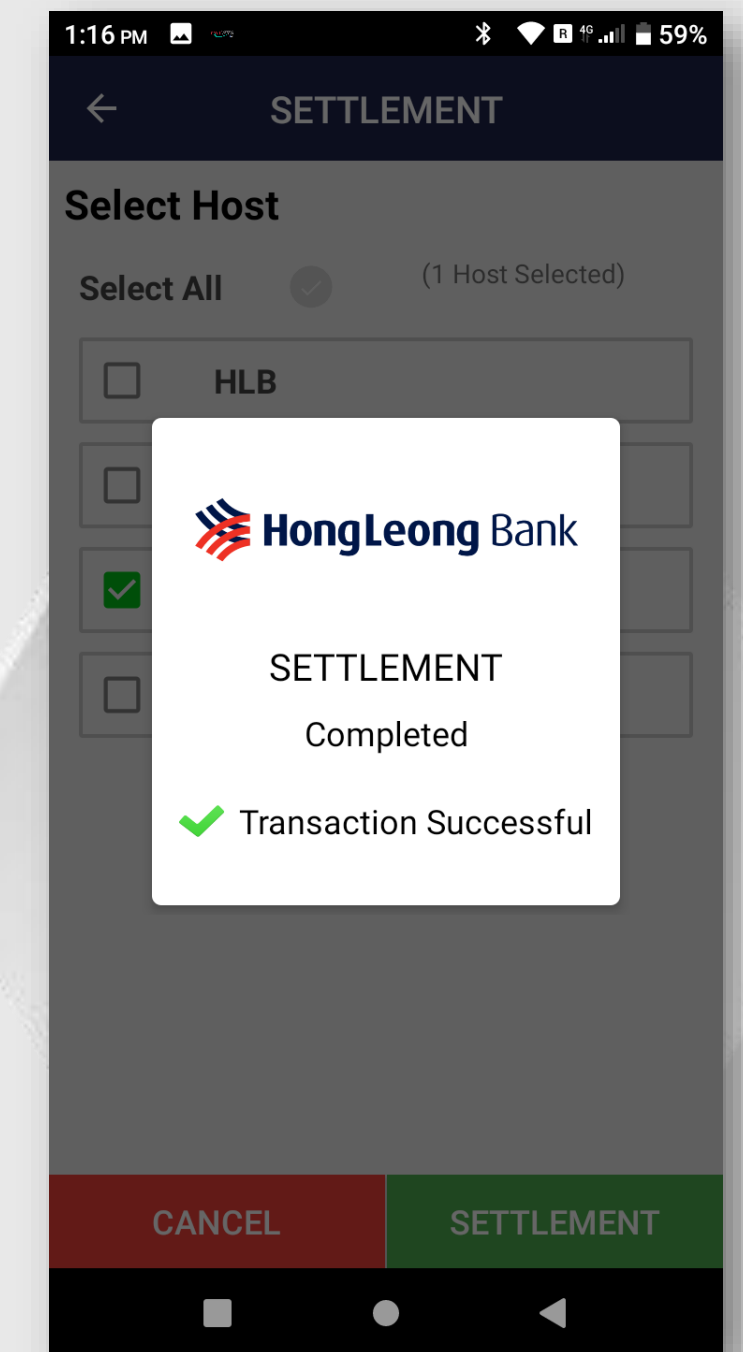 1:16 PM R 4G 59%
SETTLEMENT
Select Host
Select All (1 Host Selected)
HLB
HongLeong Bank
SETTLEMENT
Completed
Transaction Successful
CANCEL SETTLEMENT